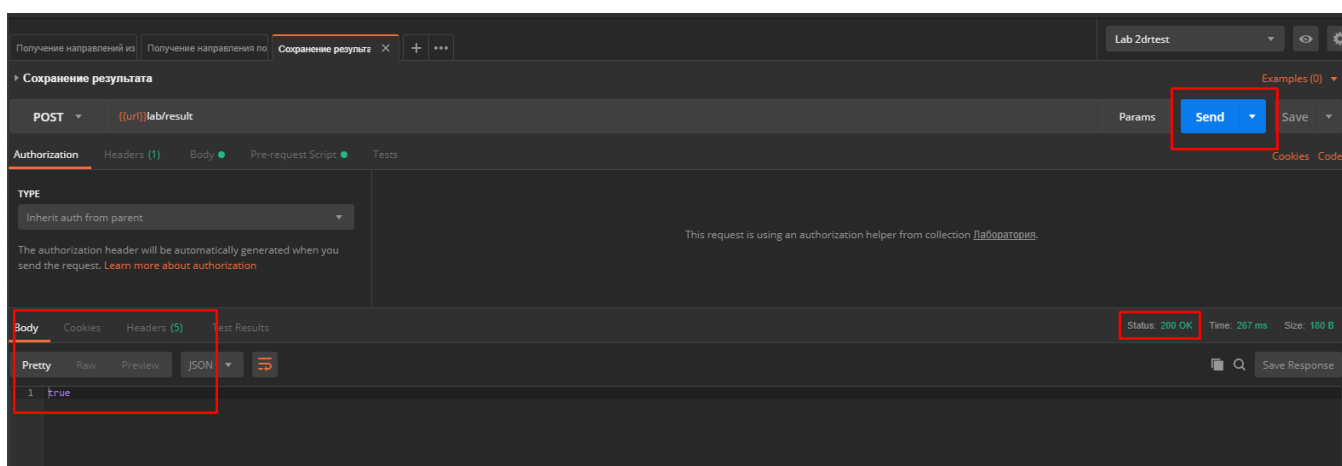 Получение направлений из Получение направления по Сохранение результа
Lab 2drtest
Сохранение результата
Examples (0)
POST {{url}}lab/result
Params Send Save
Authorization Headers (1) Body Pre-request Script Tests
Cookies Code
TYPE
Inherit auth from parent
The authorization header will be automatically generated when you
send the request. Learn more about authorization
This request is using an authorization helper from collection Лаборатория.
Body Cookies Headers (5) Test Results
Status: 200 OK Time: 267 ms Size: 180 B
Pretty Raw Preview JSON
Save Response
1 true